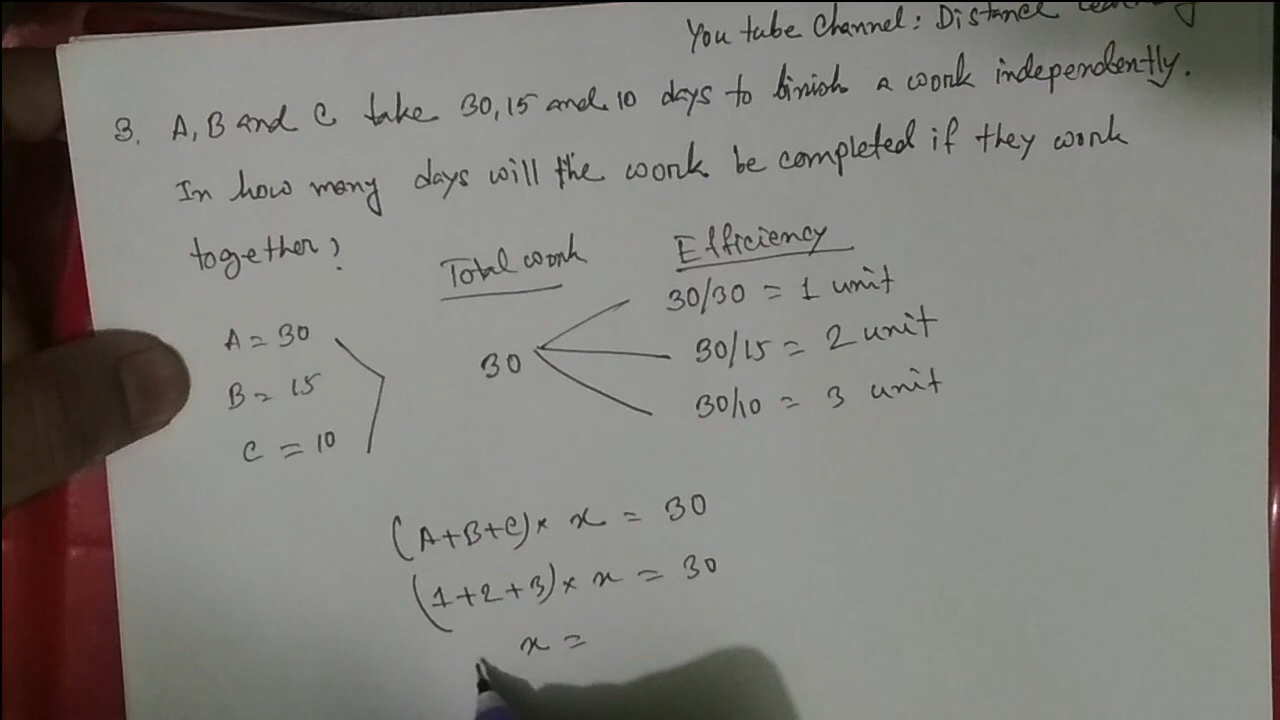 You tube Channel: Distance
3. A, B and C take 30, 15 and 10 days to finish a work independently.
In how many days will the work be completed if they work
together?
Total work
Efficiency
A = 30
B = 15
C = 10
30
30/30 = 1 unit
30/15 = 2 unit
30/10 = 3 unit
(A+B+C) × x = 30
(1+2+3) × x = 30
x =